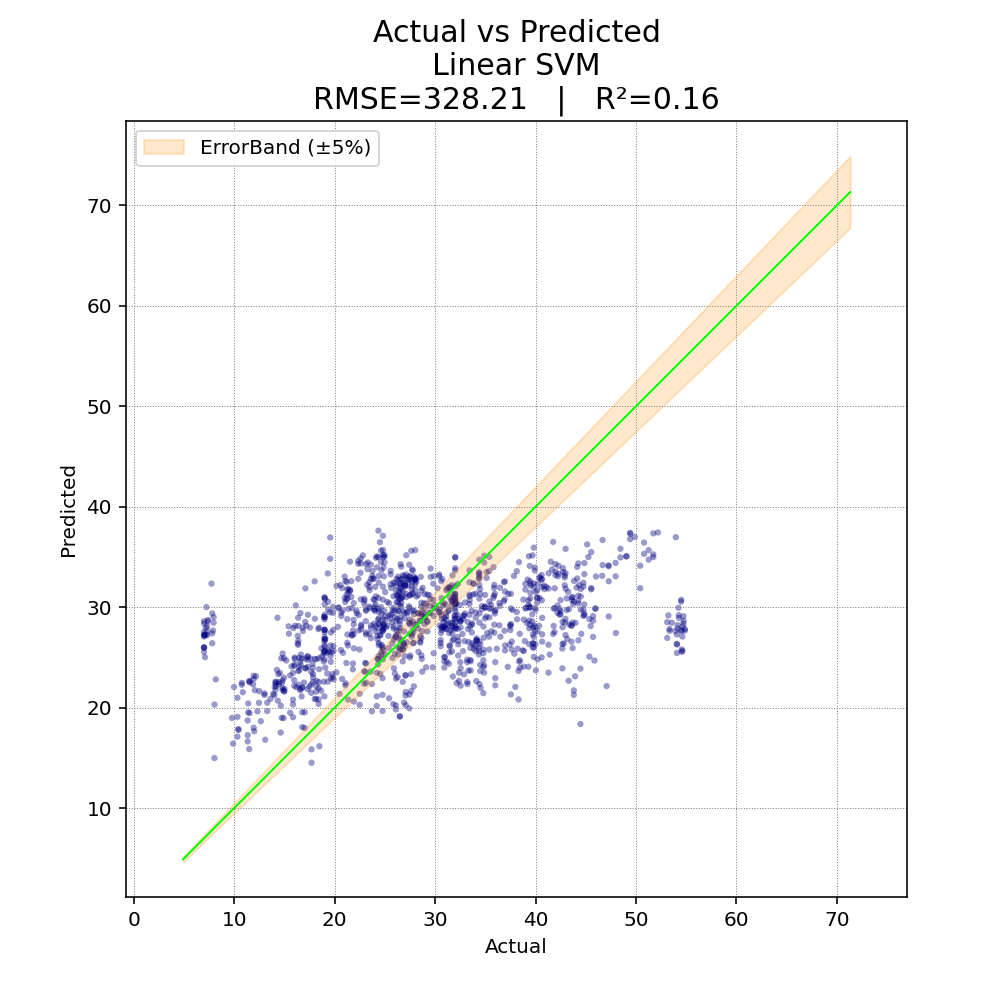 Actual vs Predicted
Linear SVM
RMSE=328.21 | R²=0.16
ErrorBand (±5%)
Predicted
70
60
50
40
30
20
10
0 10 20 30 40 50 60 70
Actual